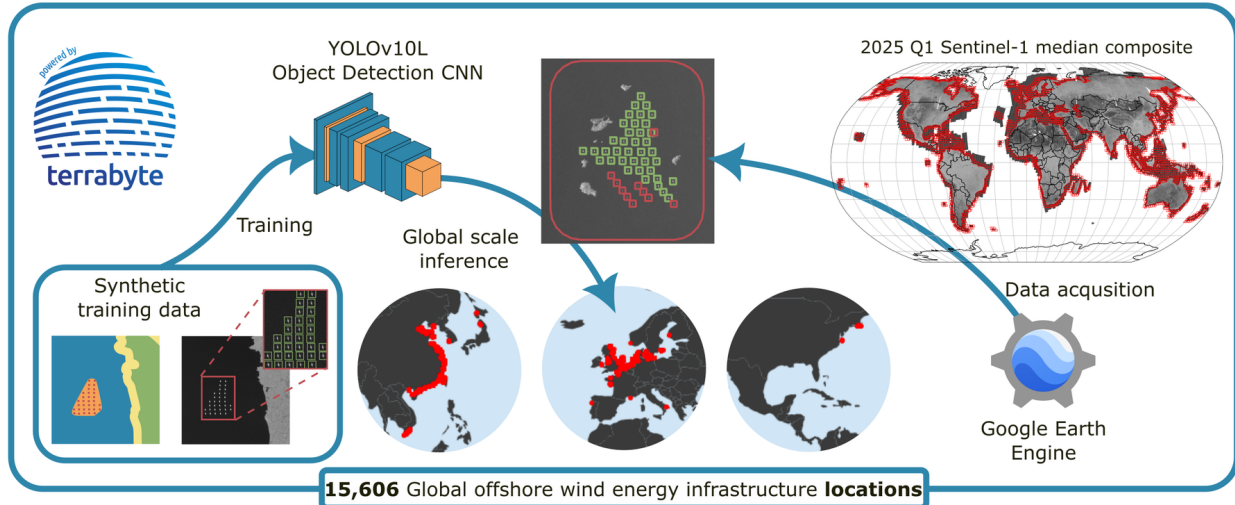 powered by
terrabyte
YOLOv10L
Object Detection CNN
2025 Q1 Sentinel-1 median composite
Training
Global scale
inference
Synthetic
training data
Data acqusition
Google Earth
Engine
15,606 Global offshore wind energy infrastructure locations